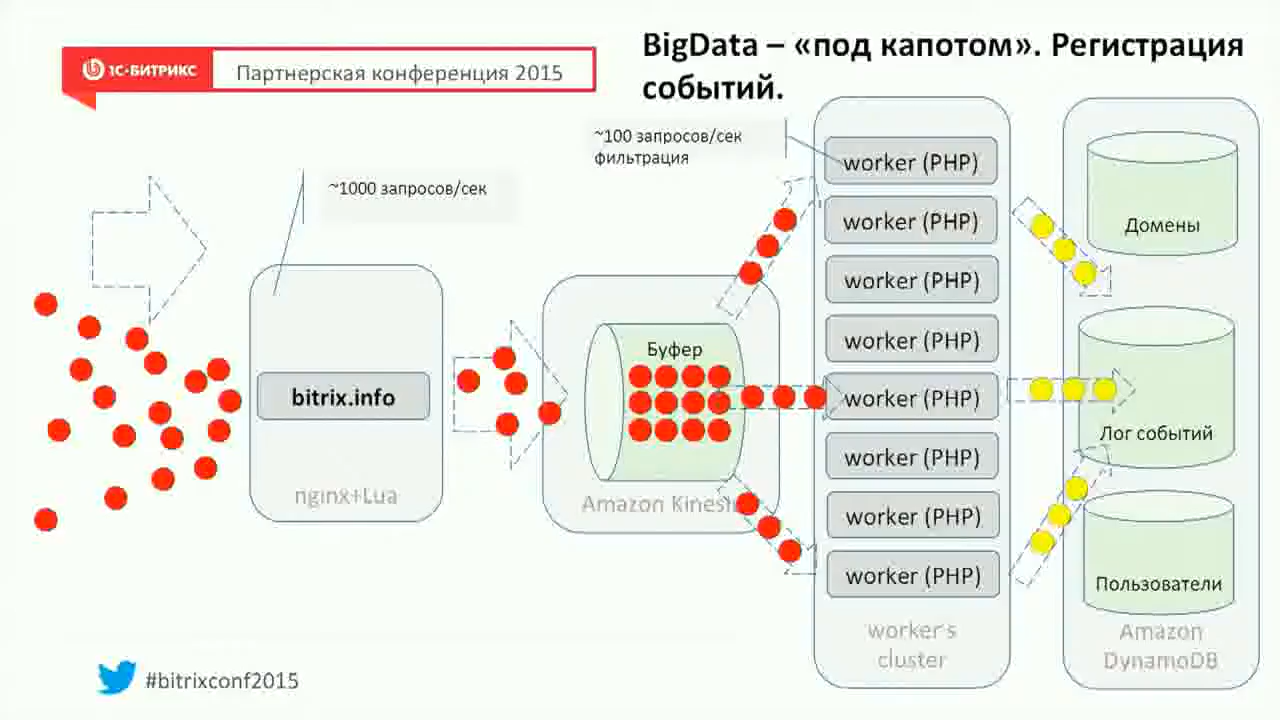 BigData – «под капотом». Регистрация
событий.
1С-БИТРИКС
Партнерская конференция 2015
~1000 запросов/сек
~100 запросов/сек
фильтрация
bitrix.info
nginx+Lua
Буфер
Amazon Kinesis
worker (PHP)
worker (PHP)
worker (PHP)
worker (PHP)
worker (PHP)
worker (PHP)
worker (PHP)
worker (PHP)
worker's
cluster
Домены
Лог событий
Пользователи
Amazon
DynamoDB
#bitrixconf2015